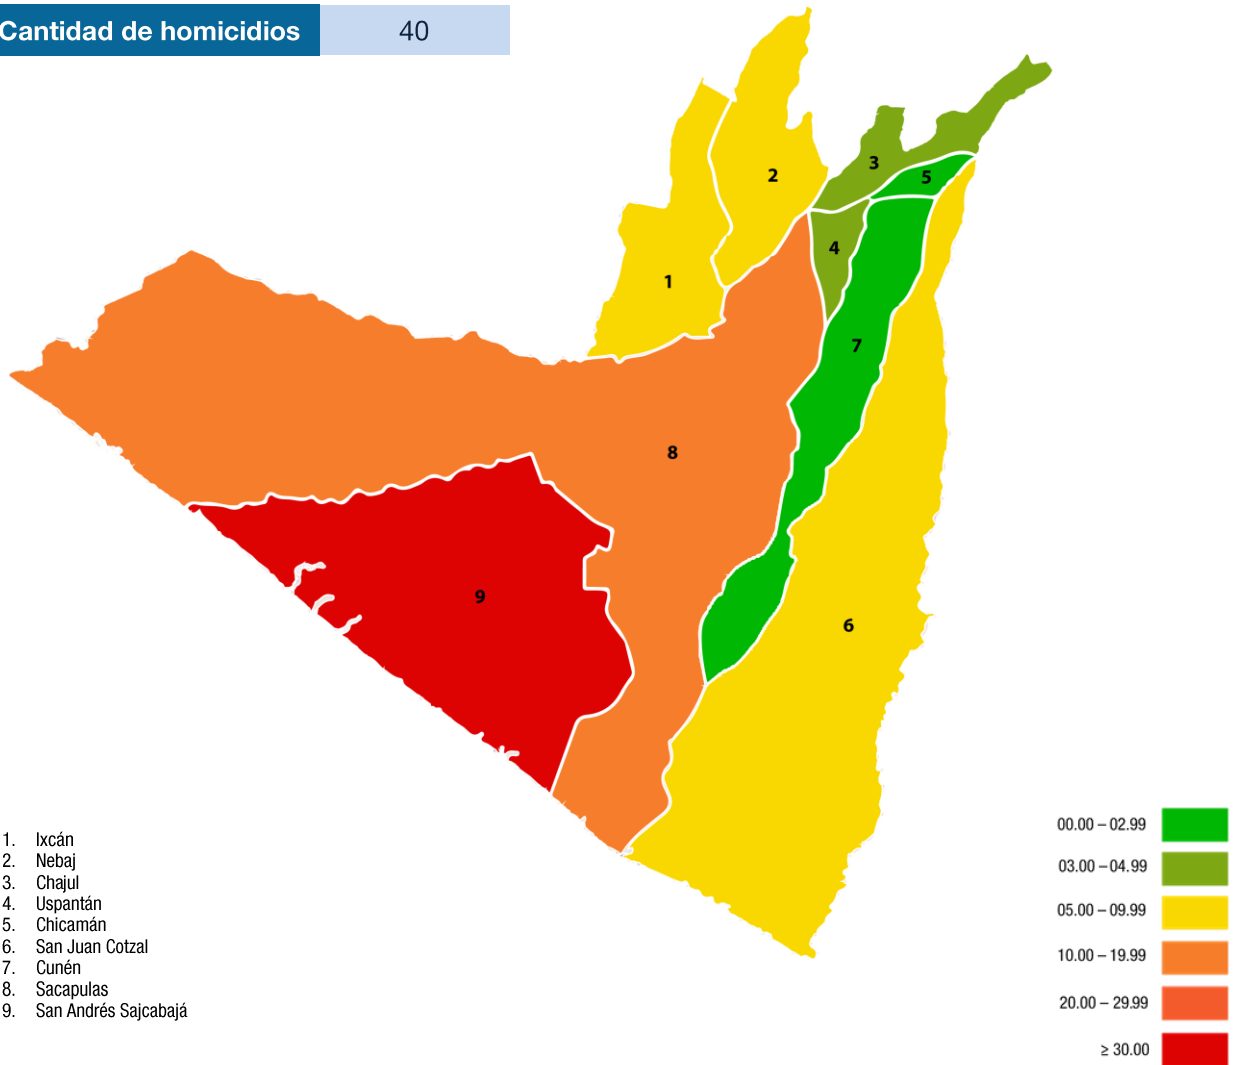 Cantidad de homicidios 40
2
3
5
4
1
7
8
9
6
1. Ixcán
2. Nebaj
3. Chajul
4. Uspantán
5. Chicamán
6. San Juan Cotzal
7. Cunén
8. Sacapulas
9. San Andrés Sajcabajá
00.00 – 02.99
03.00 –04.99
05.00 – 09.99
10.00 – 19.99
20.00 – 29.99
≥ 30.00